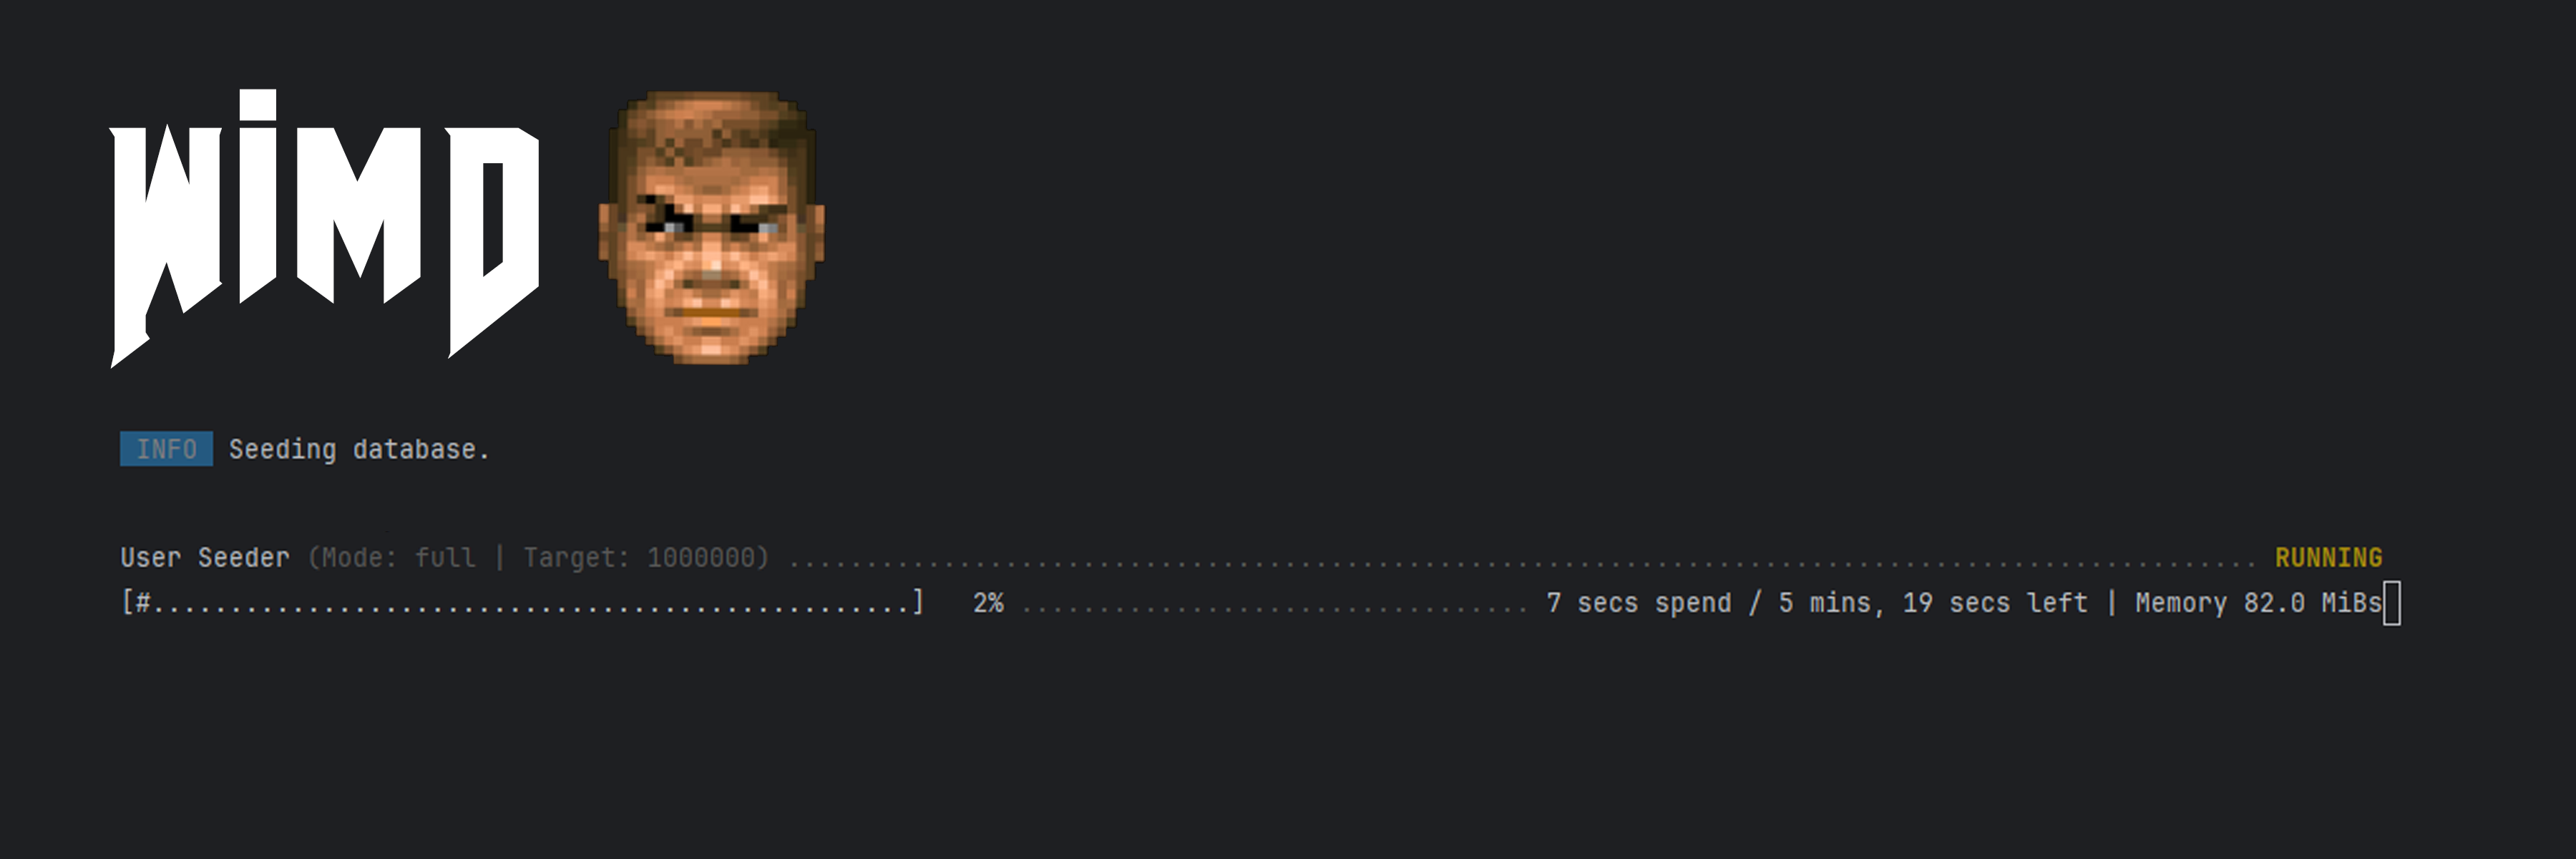 WiMD
INFO Seeding database.
User Seeder (Mode: full | Target: 1000000) ............................................................................................... RUNNING
[#.................................................]   2% ................................. 7 secs spend / 5 mins, 19 secs left | Memory 82.0 MiBs